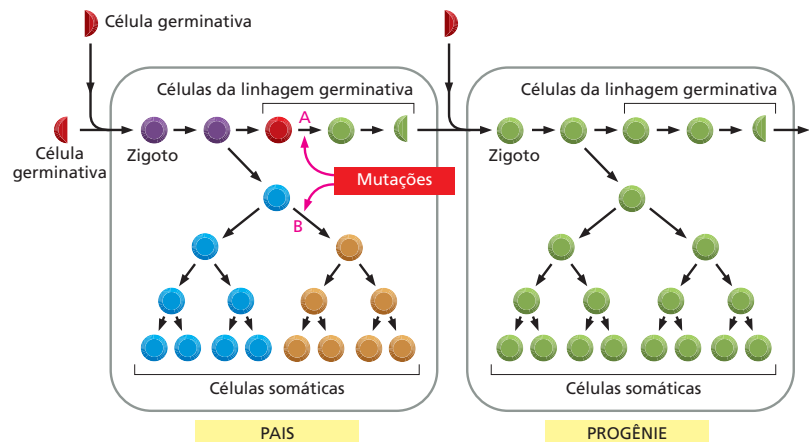 Célula germinativa
Células da linhagem germinativa
A
Célula
germinativa
Zigoto
Mutações
B
Células somáticas
PAIS
Células da linhagem germinativa
Zigoto
Células somáticas
PROGÊNIE